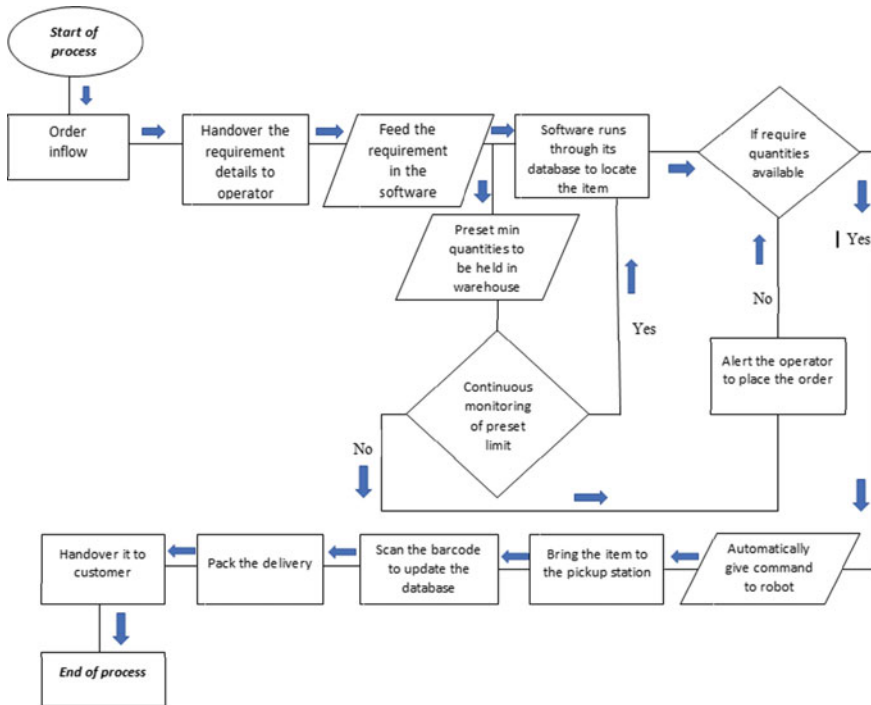 Start of
process
Order
inflow
Handover the
requirement
details to
operator
Feed the
requirement
in the
software
Software runs
through its
database to
locate the
item
If require
quantities
available
Yes
Preset min
quantities to
be held in
warehouse
No
Yes
Alert the operator
to place the order
Continuous
monitoring
of preset
limit
No
Handover it to
customer
Pack the delivery
Scan the barcode
to update the
database
Bring the item to
the pickup station
Automatically
give command
to robot
End of process